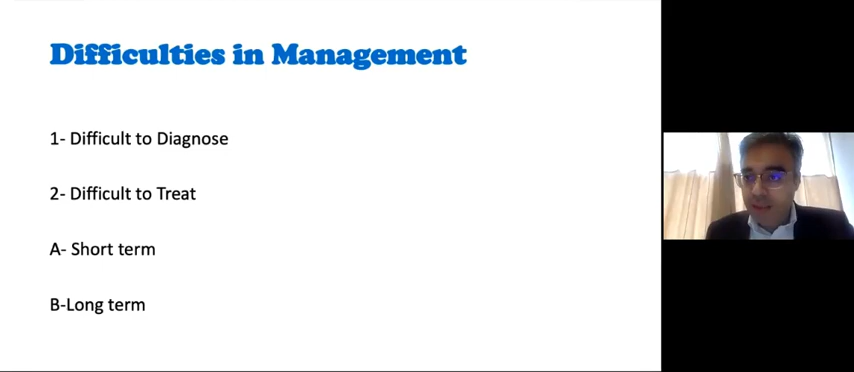 Difficulties in Management
1- Difficult to Diagnose
2- Difficult to Treat
A- Short term
B-Long term